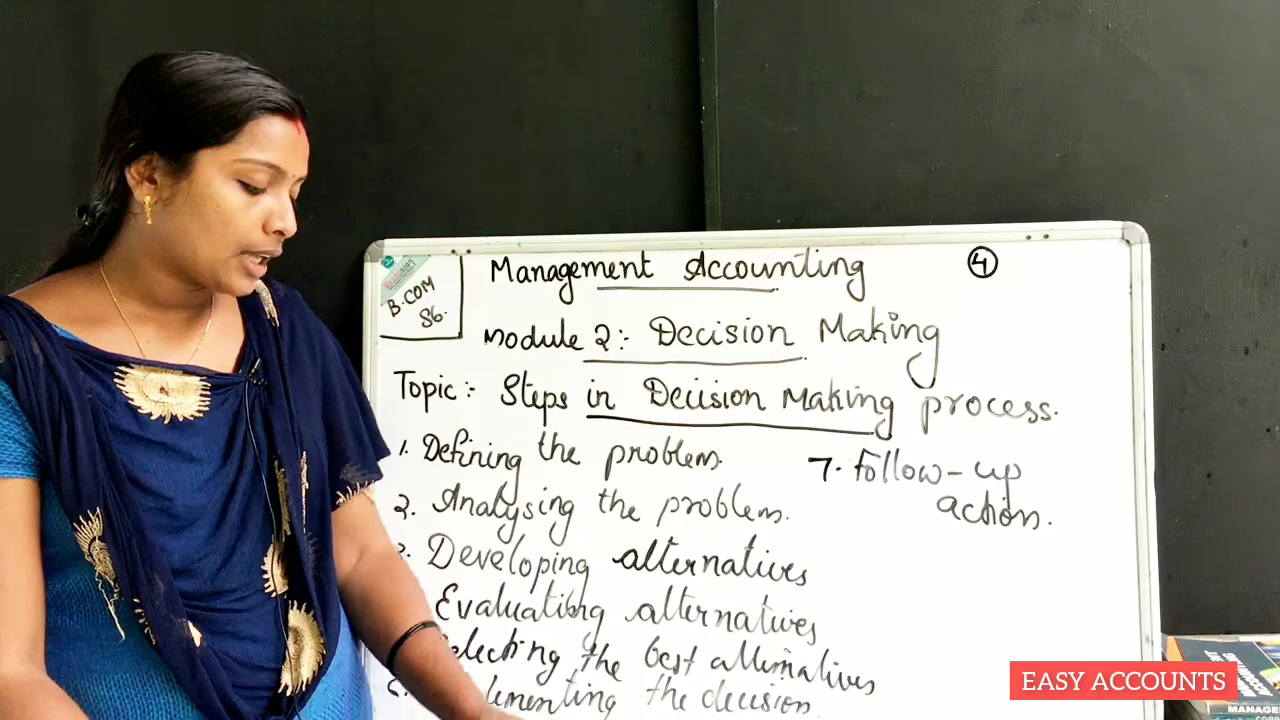 B.COM
S6.
Management Accounting
4
Module 2:- Decision Making
Topic:- Steps in Decision Making process.
1. Defining the problem.
2. Analysing the problem.
3. Developing alternatives
Evaluating alternatives
Selecting the best alternatives
the decision.
7. Follow-up
action.
EASY ACCOUNTS